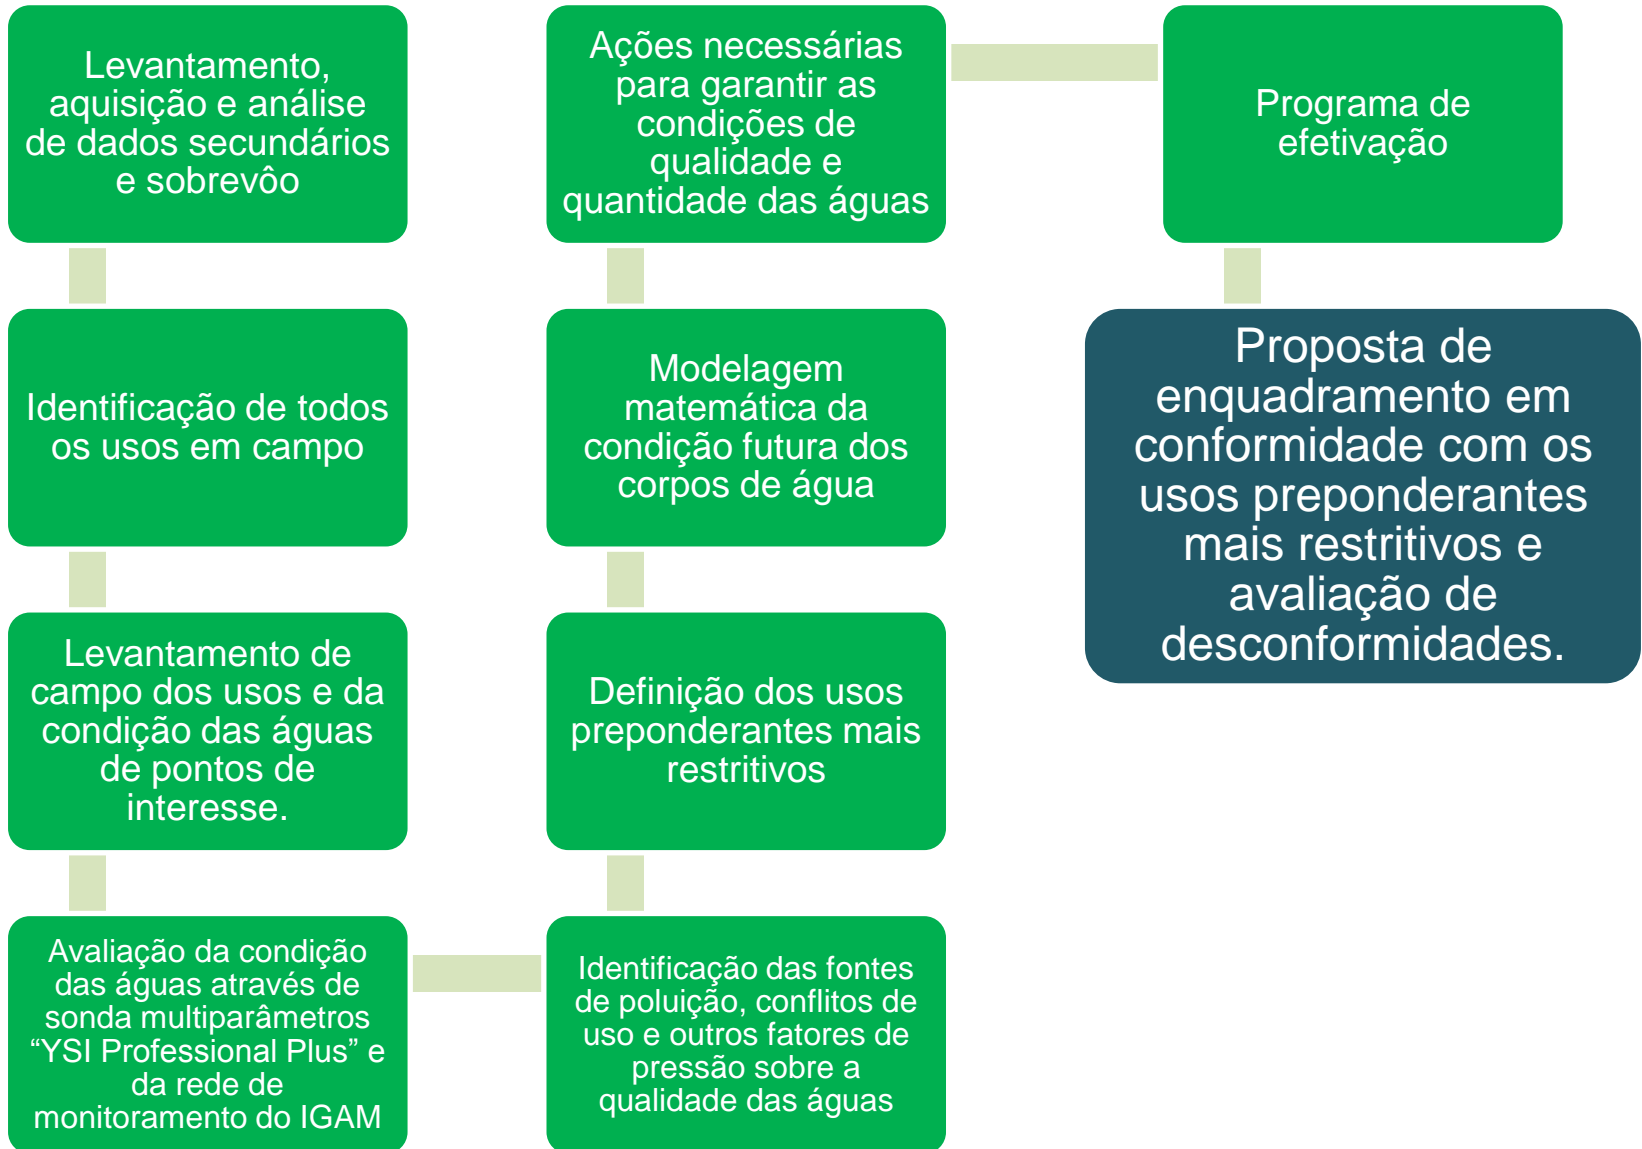 Levantamento,
aquisição e análise
de dados secundários
e sobrevôo
Identificação de todos
os usos em campo
Levantamento de
campo dos usos e da
condição das águas
de pontos de
interesse.
Avaliação da condição
das águas através de
sonda multiparâmetros
“YSI Professional Plus” e
da rede de
monitoramento do IGAM
Identificação das fontes
de poluição, conflitos de
uso e outros fatores de
pressão sobre a
qualidade das águas
Definição dos usos
preponderantes mais
restritivos
Modelagem
matemática da
condição futura dos
corpos de água
Ações necessárias
para garantir as
condições de
qualidade e
quantidade das águas
Programa de
efetivação
Proposta de
enquadramento em
conformidade com os
usos preponderantes
mais restritivos e
avaliação de
desconformidades.